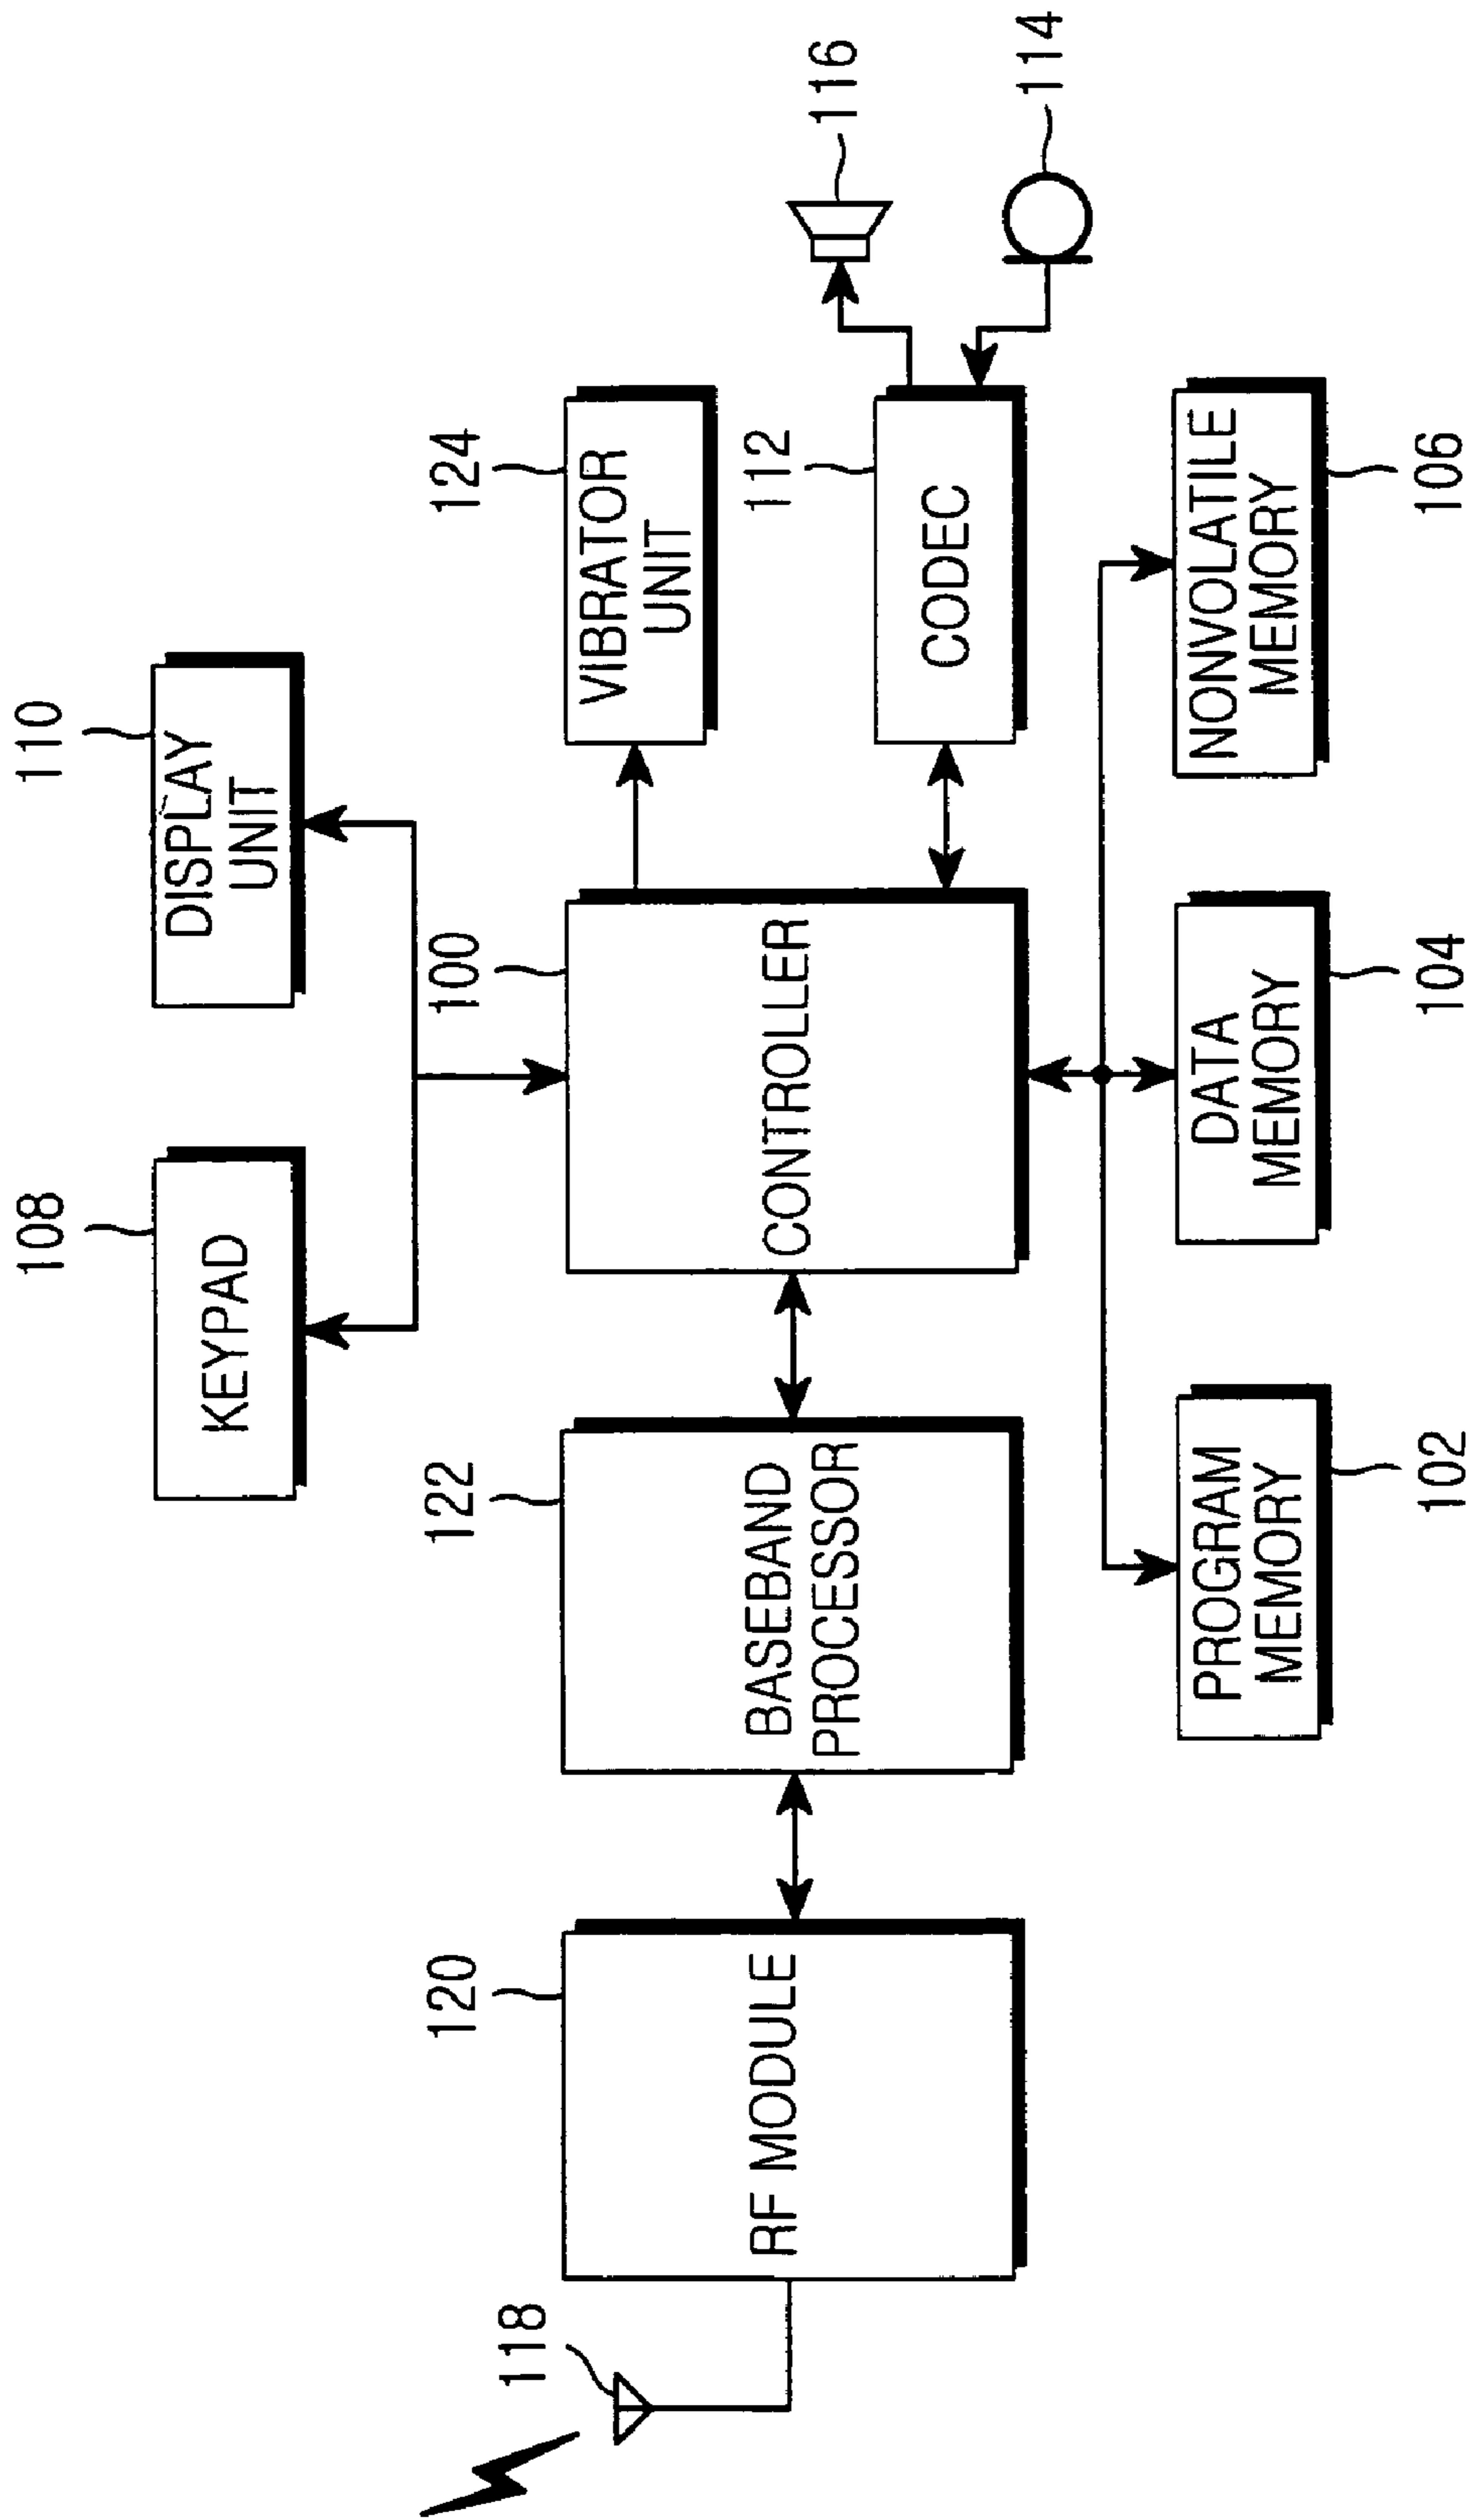 108
110
KEYPAD
DISPLAY
UNIT
118
120
122
100
124
RF MODULE
BASEBAND
PROCESSOR
CONTROLLER
VIBRATOR
UNIT
112
CODEC
116
114
PROGRAM
MEMORY
DATA
MEMORY
NONVOLATILE
MEMORY
102
104
106